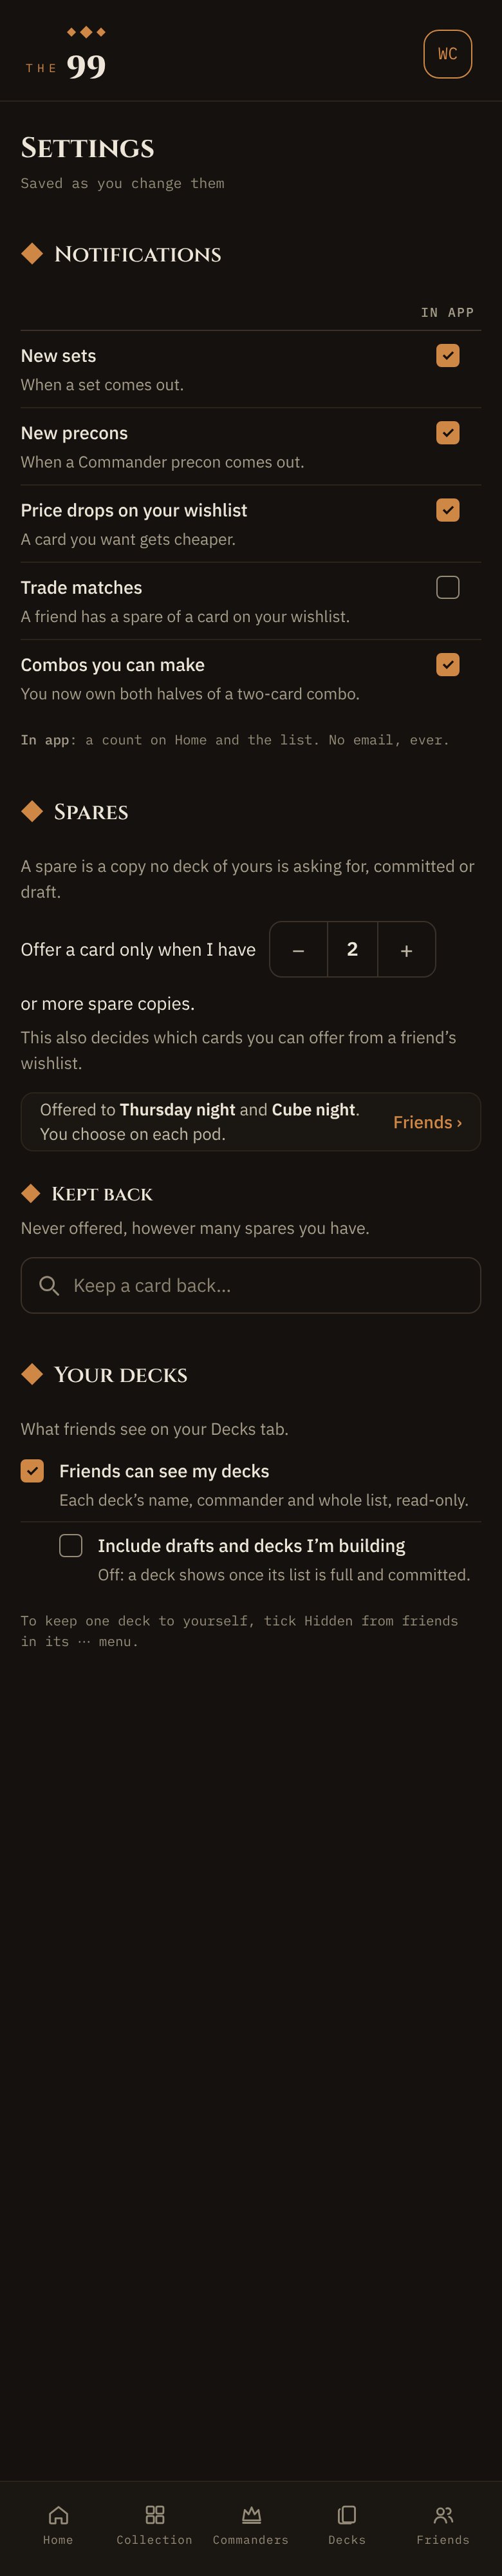 THE 99
WC
Settings
Saved as you change them
Notifications
IN APP
New sets
When a set comes out.
New precons
When a Commander precon comes out.
Price drops on your wishlist
A card you want gets cheaper.
Trade matches
A friend has a spare of a card on your wishlist.
Combos you can make
You now own both halves of a two-card combo.
In app: a count on Home and the list. No email, ever.
Spares
A spare is a copy no deck of yours is asking for, committed or
draft.
Offer a card only when I have − 2 +
or more spare copies.
This also decides which cards you can offer from a friend’s
wishlist.
Offered to Thursday night and Cube night.
You choose on each pod.
Friends ›
Kept back
Never offered, however many spares you have.
Keep a card back…
Your decks
What friends see on your Decks tab.
Friends can see my decks
Each deck’s name, commander and whole list, read-only.
Include drafts and decks I’m building
Off: a deck shows once its list is full and committed.
To keep one deck to yourself, tick Hidden from friends
in its ⋯ menu.
Home Collection Commanders Decks Friends